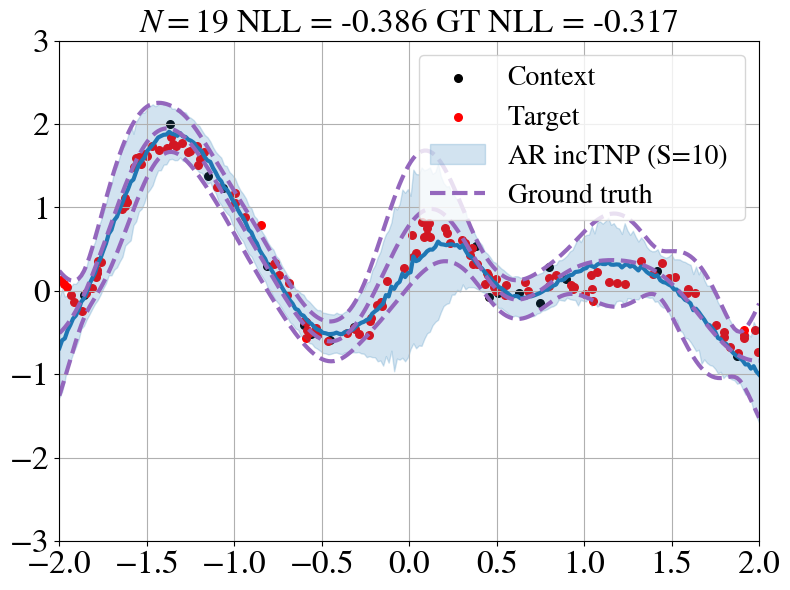 N = 19 NLL = -0.386 GT NLL = -0.317
3
2
1
0
−1
−2
−3
Context
Target
AR incTNP (S=10)
Ground truth
−2.0 −1.5 −1.0 −0.5 0.0 0.5 1.0 1.5 2.0